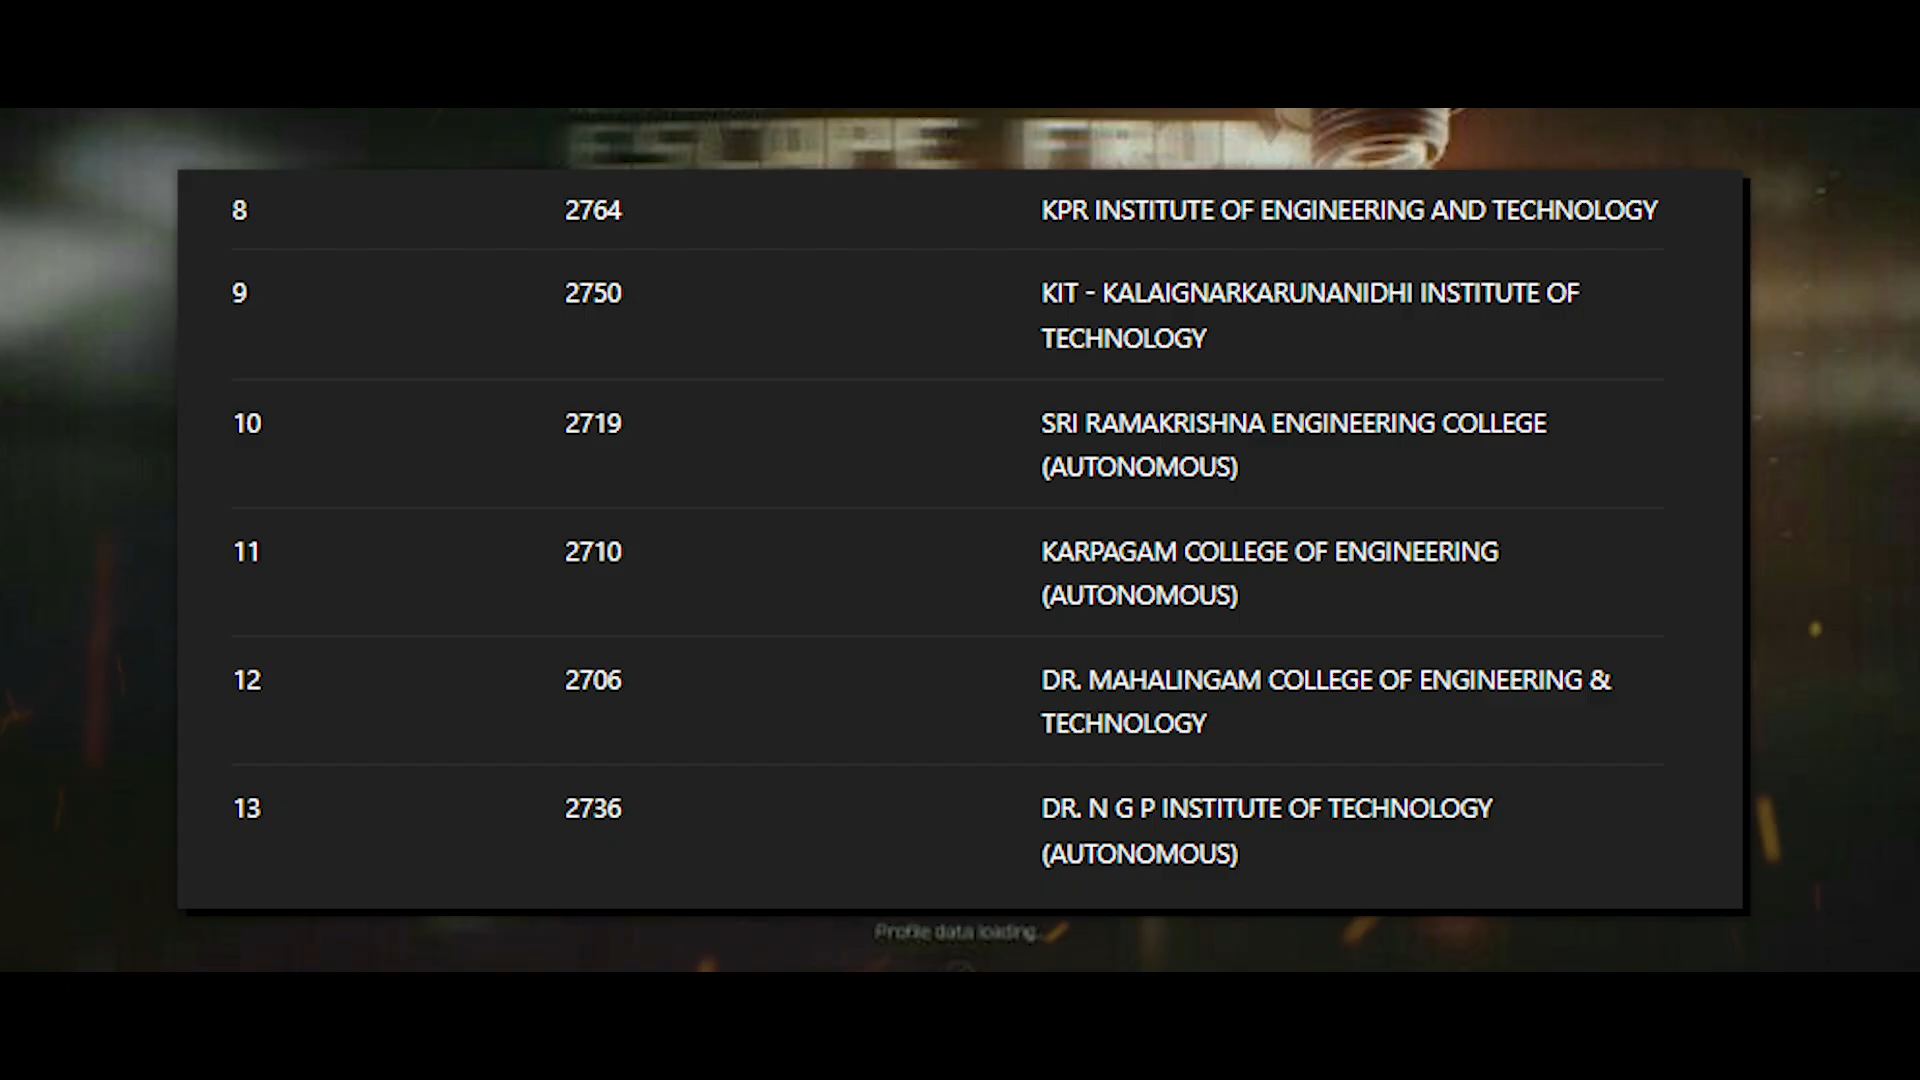 8 2764 KPR INSTITUTE OF ENGINEERING AND TECHNOLOGY
9 2750 KIT - KALAIGNARKARUNANIDHI INSTITUTE OF
TECHNOLOGY
10 2719 SRI RAMAKRISHNA ENGINEERING COLLEGE
(AUTONOMOUS)
11 2710 KARPAGAM COLLEGE OF ENGINEERING
(AUTONOMOUS)
12 2706 DR. MAHALINGAM COLLEGE OF ENGINEERING &
TECHNOLOGY
13 2736 DR. N G P INSTITUTE OF TECHNOLOGY
(AUTONOMOUS)
Profile data loading